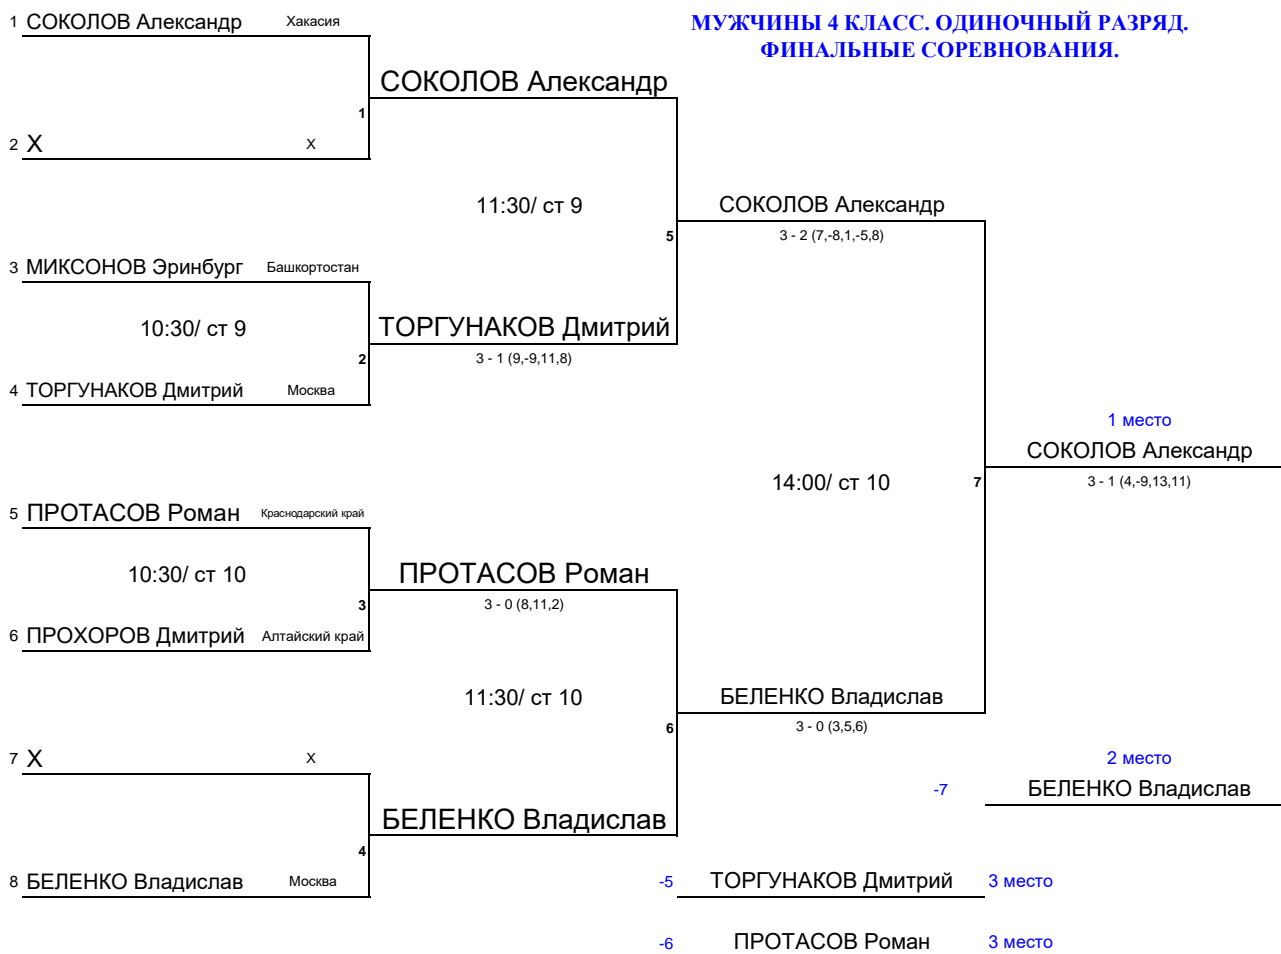 МУЖЧИНЫ 4 КЛАСС. ОДИНОЧНЫЙ РАЗРЯД.
ФИНАЛЬНЫЕ СОРЕВНОВАНИЯ.
1 СОКОЛОВ Александр Хакасия
СОКОЛОВ Александр
1
2 X X
11:30/ ст 9
СОКОЛОВ Александр
5
3 - 2 (7,-8,1,-5,8)
3 МИКСОНОВ Эринбург Башкортостан
10:30/ ст 9
ТОРГУНАКОВ Дмитрий
2
3 - 1 (9,-9,11,8)
4 ТОРГУНАКОВ Дмитрий Москва
1 место
СОКОЛОВ Александр
14:00/ ст 10
7
3 - 1 (4,-9,13,11)
5 ПРОТАСОВ Роман Краснодарский край
10:30/ ст 10
ПРОТАСОВ Роман
3
3 - 0 (8,11,2)
6 ПРОХОРОВ Дмитрий Алтайский край
11:30/ ст 10
БЕЛЕНКО Владислав
6
3 - 0 (3,5,6)
7 X X
2 место
-7 БЕЛЕНКО Владислав
БЕЛЕНКО Владислав
4
8 БЕЛЕНКО Владислав Москва
-5 ТОРГУНАКОВ Дмитрий 3 место
-6 ПРОТАСОВ Роман 3 место